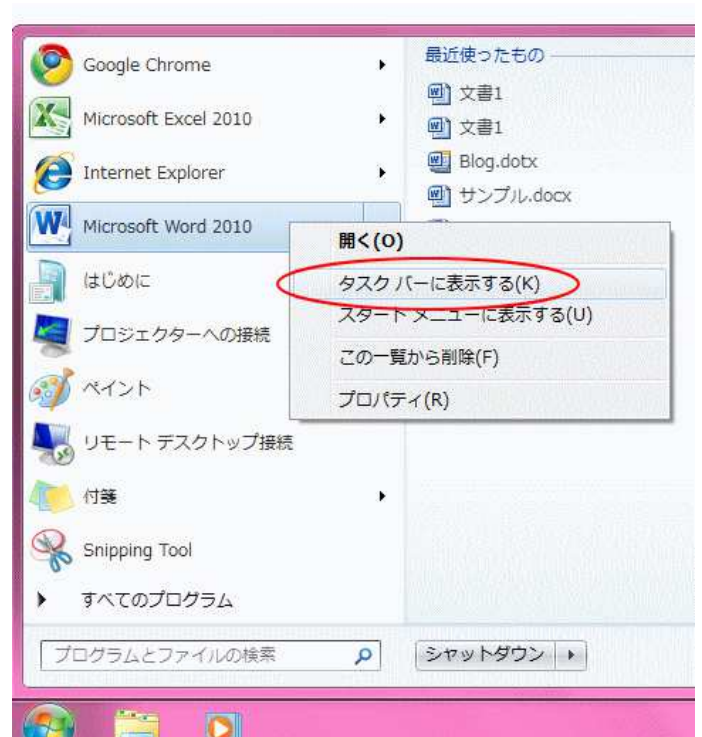 Google Chrome
Microsoft Excel 2010
Internet Explorer
Microsoft Word 2010
はじめに
プロジェクターへの接続
ペイント
リモート デスクトップ接続
付箋
Snipping Tool
すべてのプログラム
プログラムとファイルの検索
最近使ったもの
文書1
文書1
Blog.dotx
サンプル.docx
開く(O)
タスク バーに表示する(K)
スタート メニューに表示する(U)
この一覧から削除(F)
プロパティ(R)
シャットダウン